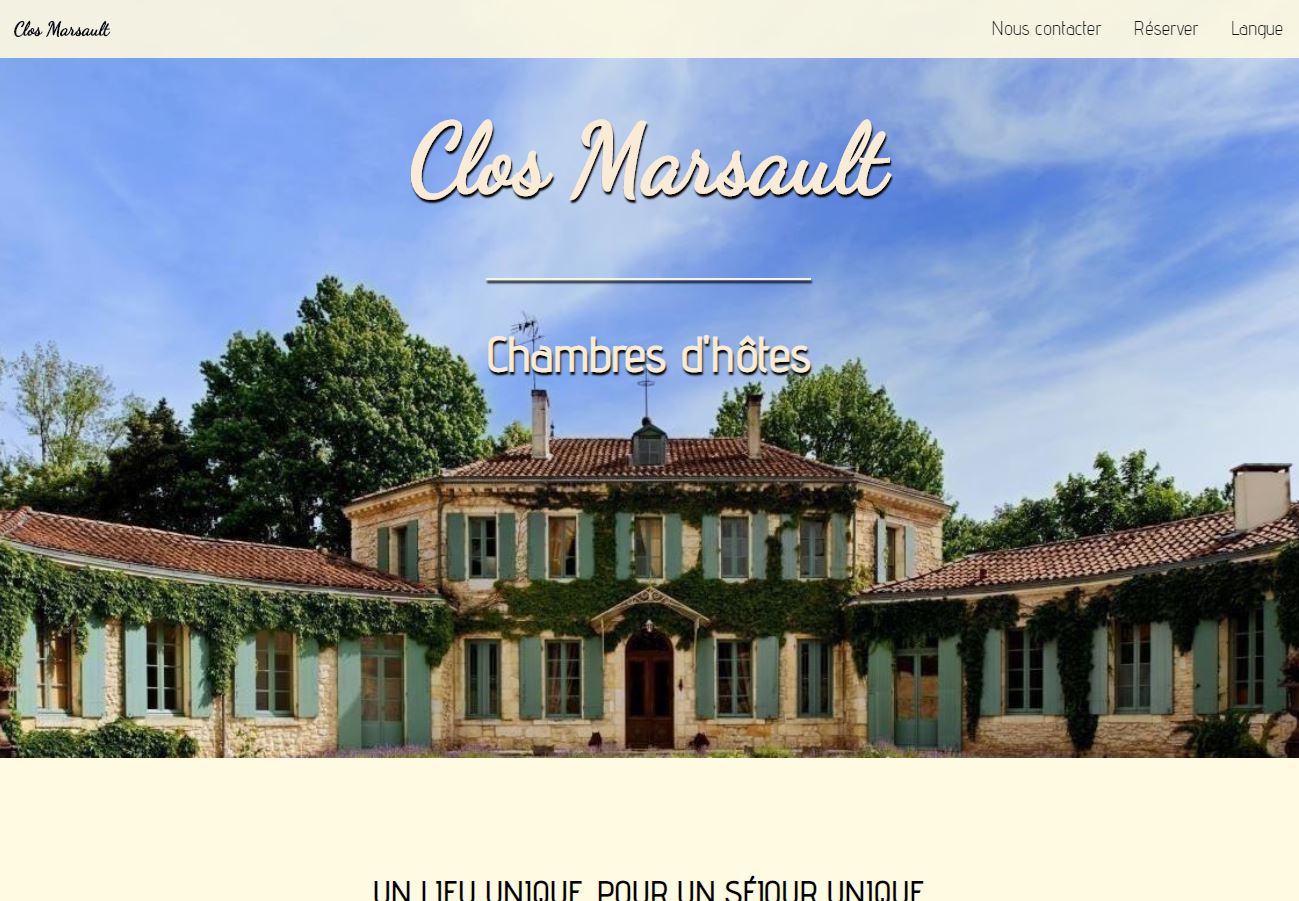 Clos Marsault
Nous contacter Réserver Langue
Clos Marsault
Chambres d'hôtes
UN LIEU UNIQUE, POUR UN SÉJOUR UNIQUE